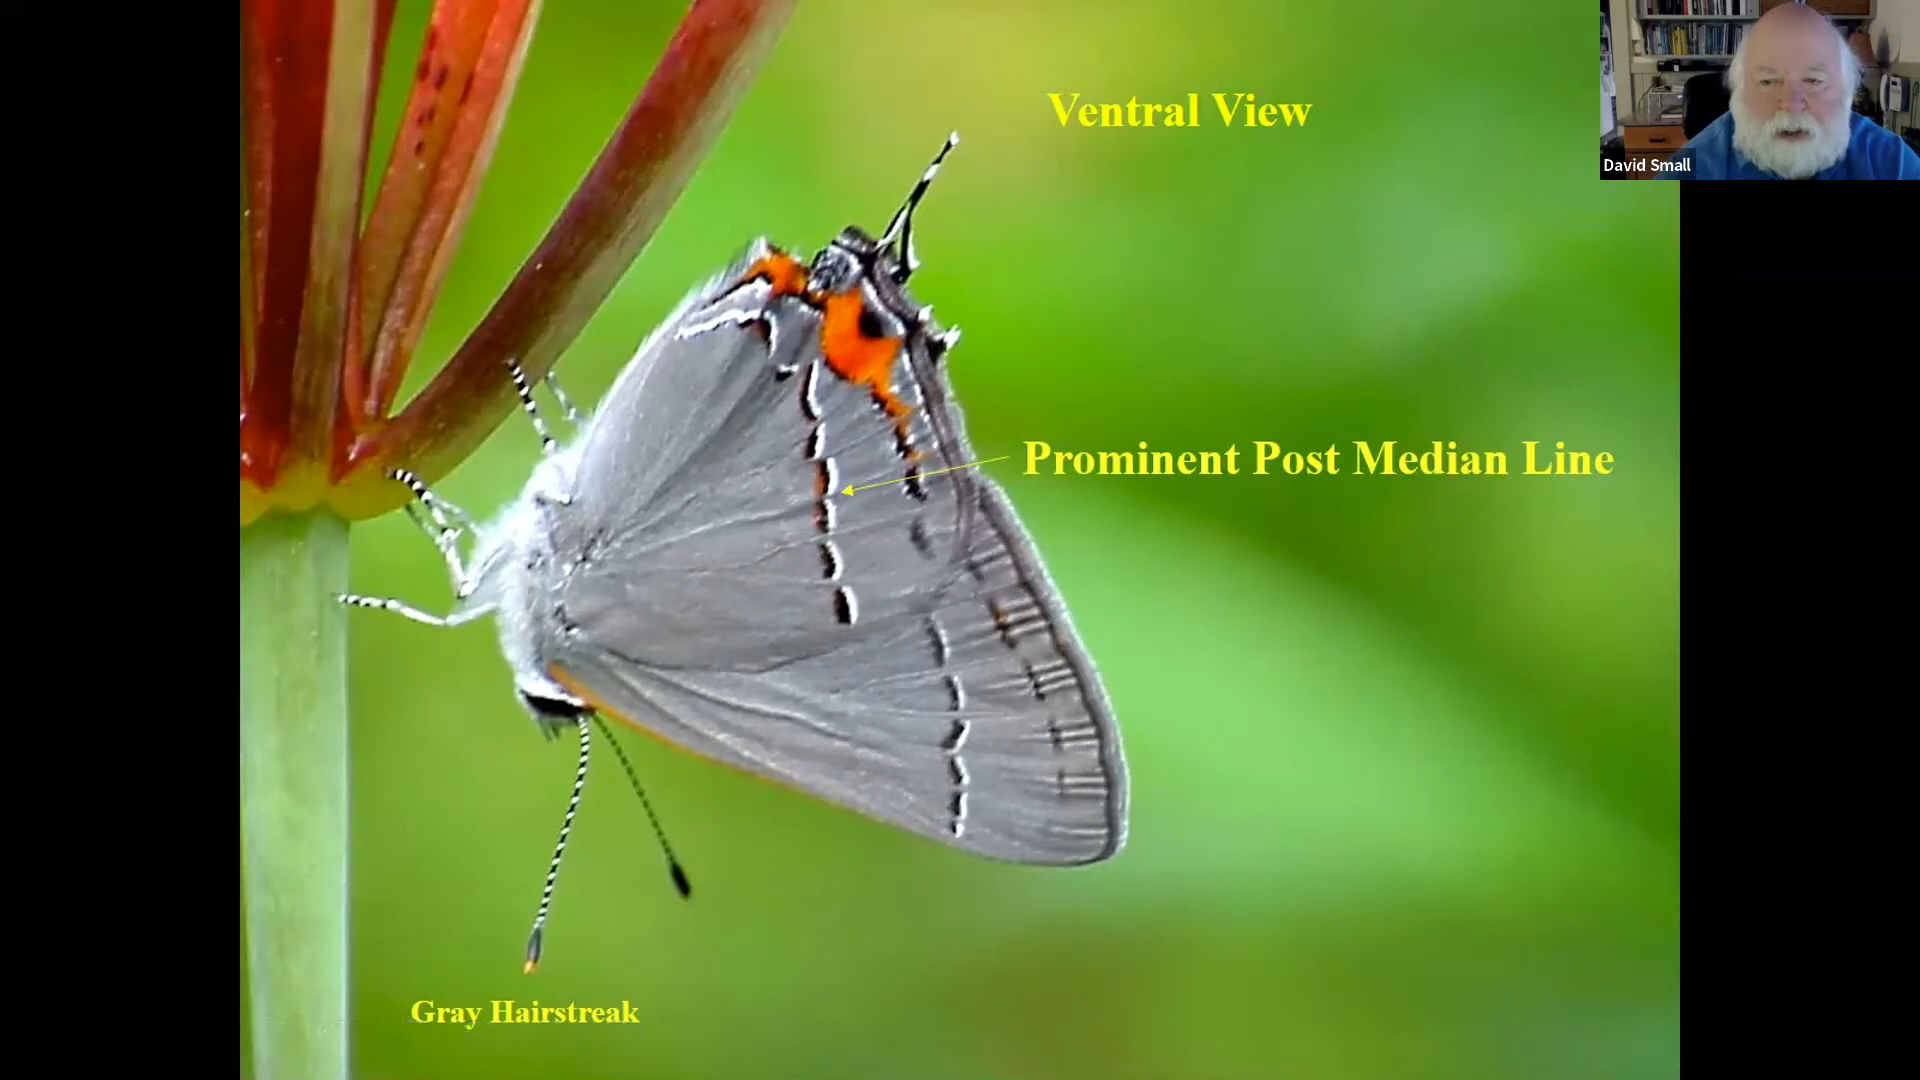 Ventral View
David Small
Prominent Post Median Line
Gray Hairstreak